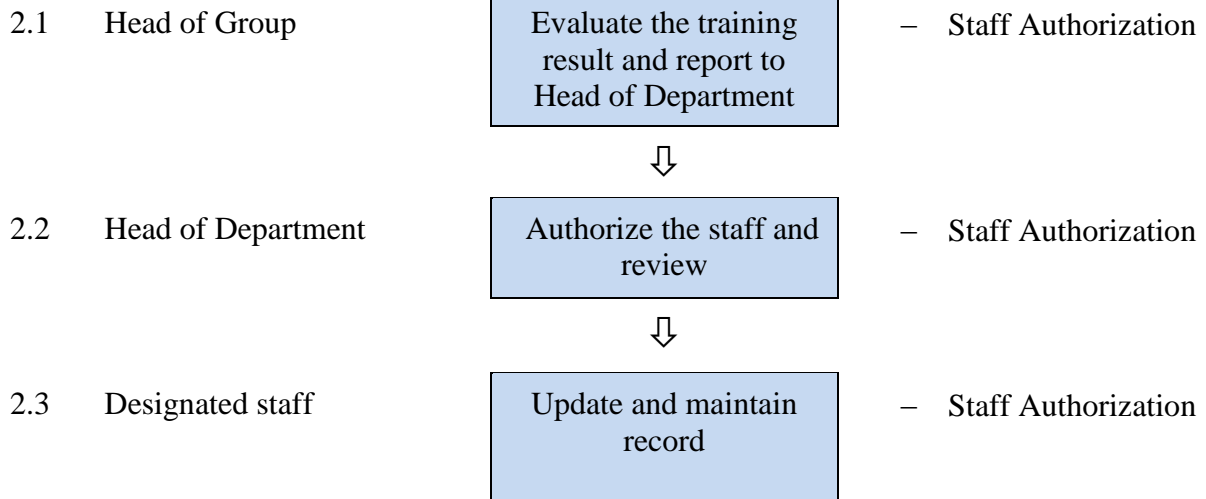 2.1 Head of Group Evaluate the training – Staff Authorization
result and report to
Head of Department
2.2 Head of Department Authorize the staff and – Staff Authorization
review
2.3 Designated staff Update and maintain – Staff Authorization
record